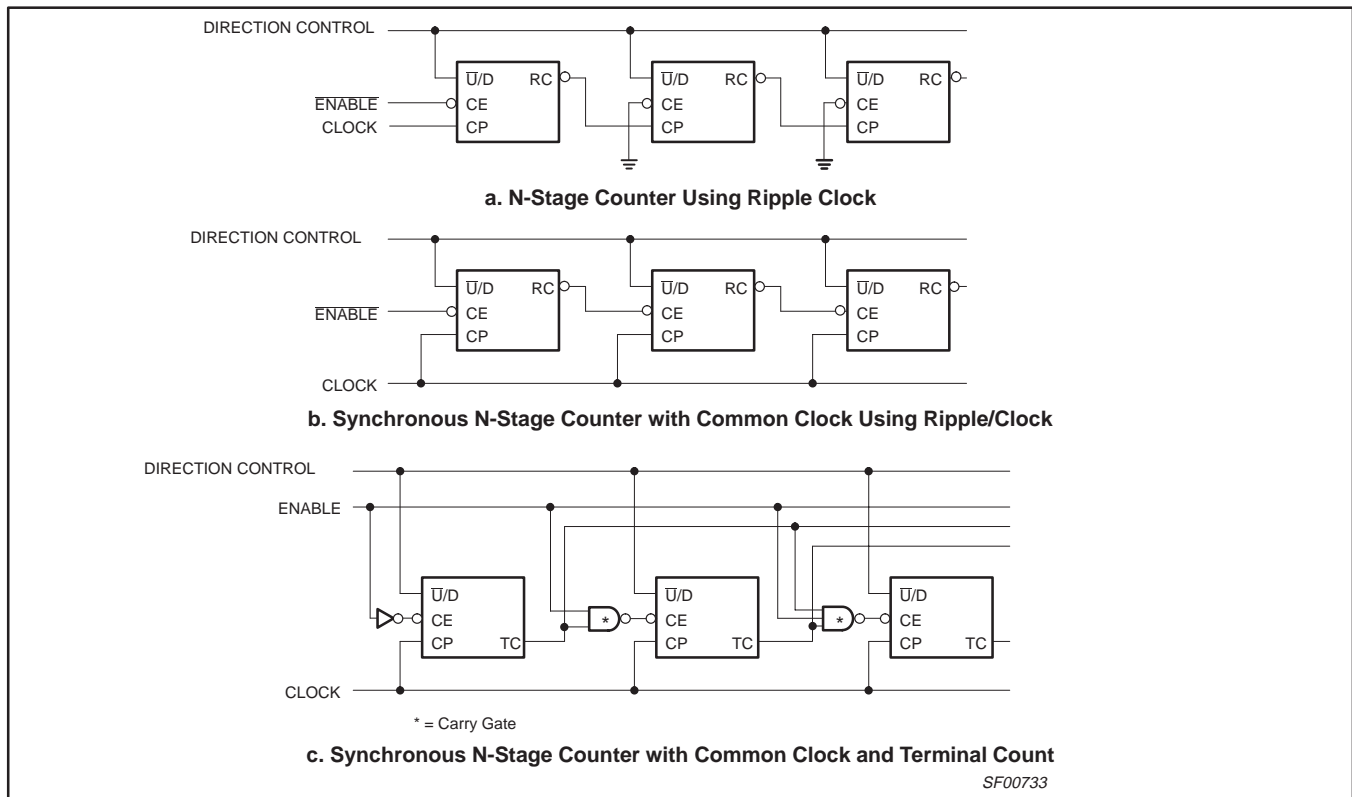 DIRECTION CONTROL
U̅/D RC U̅/D RC U̅/D RC
E̅N̅A̅B̅L̅E̅ CE CE CE
CLOCK CP CP CP
a. N-Stage Counter Using Ripple Clock
DIRECTION CONTROL
U̅/D RC U̅/D RC U̅/D RC
E̅N̅A̅B̅L̅E̅ CE CE CE
CP CP CP
CLOCK
b. Synchronous N-Stage Counter with Common Clock Using Ripple/Clock
DIRECTION CONTROL
ENABLE
U̅/D U̅/D U̅/D
CE * CE * CE
CP TC CP TC CP TC
CLOCK
* = Carry Gate
c. Synchronous N-Stage Counter with Common Clock and Terminal Count
SF00733